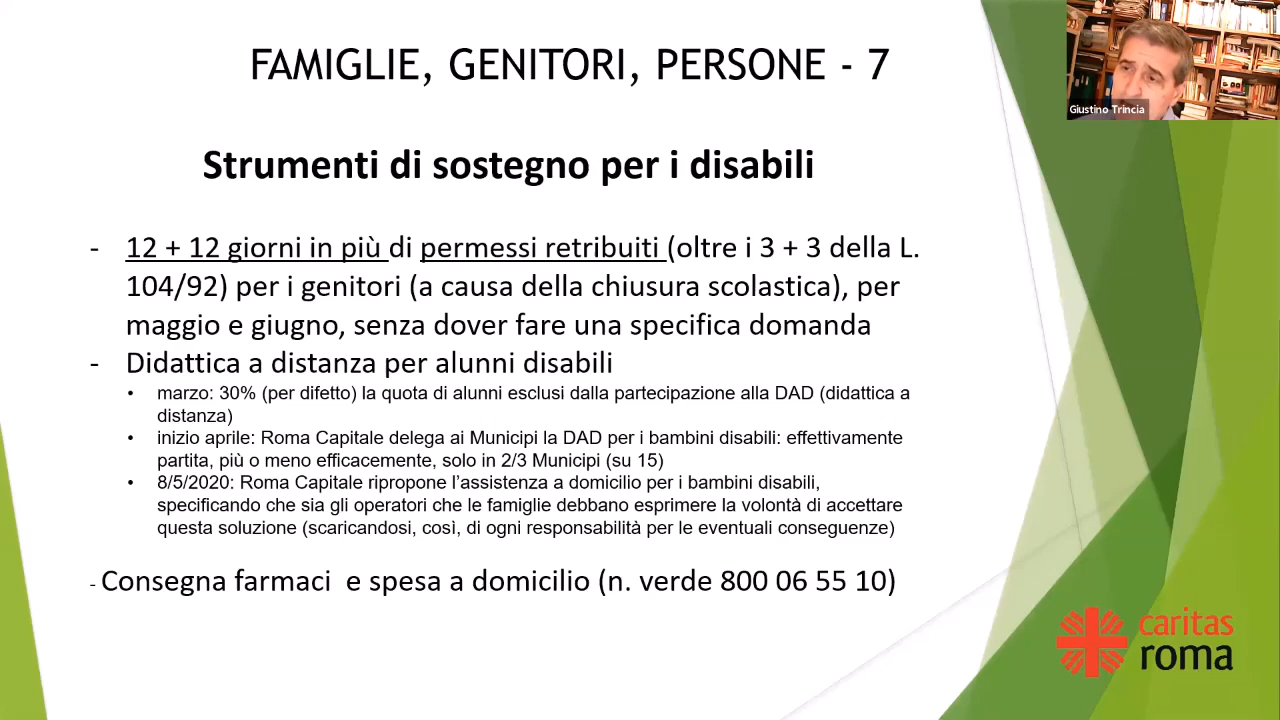 FAMIGLIE, GENITORI, PERSONE - 7
Giustino Trincia
Strumenti di sostegno per i disabili
- 12 + 12 giorni in più di permessi retribuiti (oltre i 3 + 3 della L.
104/92) per i genitori (a causa della chiusura scolastica), per
maggio e giugno, senza dover fare una specifica domanda
- Didattica a distanza per alunni disabili
• marzo: 30% (per difetto) la quota di alunni esclusi dalla partecipazione alla DAD (didattica a
distanza)
• inizio aprile: Roma Capitale delega ai Municipi la DAD per i bambini disabili: effettivamente
partita, più o meno efficacemente, solo in 2/3 Municipi (su 15)
• 8/5/2020: Roma Capitale ripropone l’assistenza a domicilio per i bambini disabili,
specificando che sia gli operatori che le famiglie debbano esprimere la volontà di accettare
questa soluzione (scaricandosi, così, di ogni responsabilità per le eventuali conseguenze)
- Consegna farmaci e spesa a domicilio (n. verde 800 06 55 10)
caritas
roma